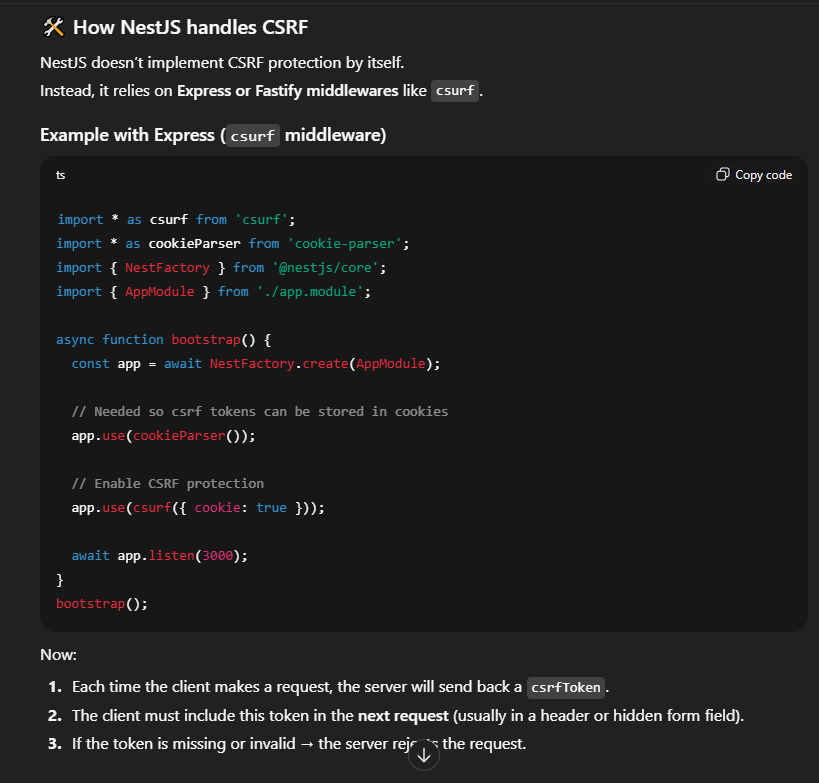 🛠 How NestJS handles CSRF
NestJS doesn't implement CSRF protection by itself.
Instead, it relies on Express or Fastify middlewares like csurf.
Example with Express (csurf middleware)
ts
Copy code
import * as csurf from 'csurf';
import * as cookieParser from 'cookie-parser';
import { NestFactory } from '@nestjs/core';
import { AppModule } from './app.module';
async function bootstrap() {
const app = await NestFactory.create(AppModule);
// Needed so csrf tokens can be stored in cookies
app.use(cookieParser());
// Enable CSRF protection
app.use(csurf({ cookie: true }));
await app.listen(3000);
}
bootstrap();
Now:
1. Each time the client makes a request, the server will send back a csrfToken.
2. The client must include this token in the next request (usually in a header or hidden form field).
3. If the token is missing or invalid → the server rejects the request.